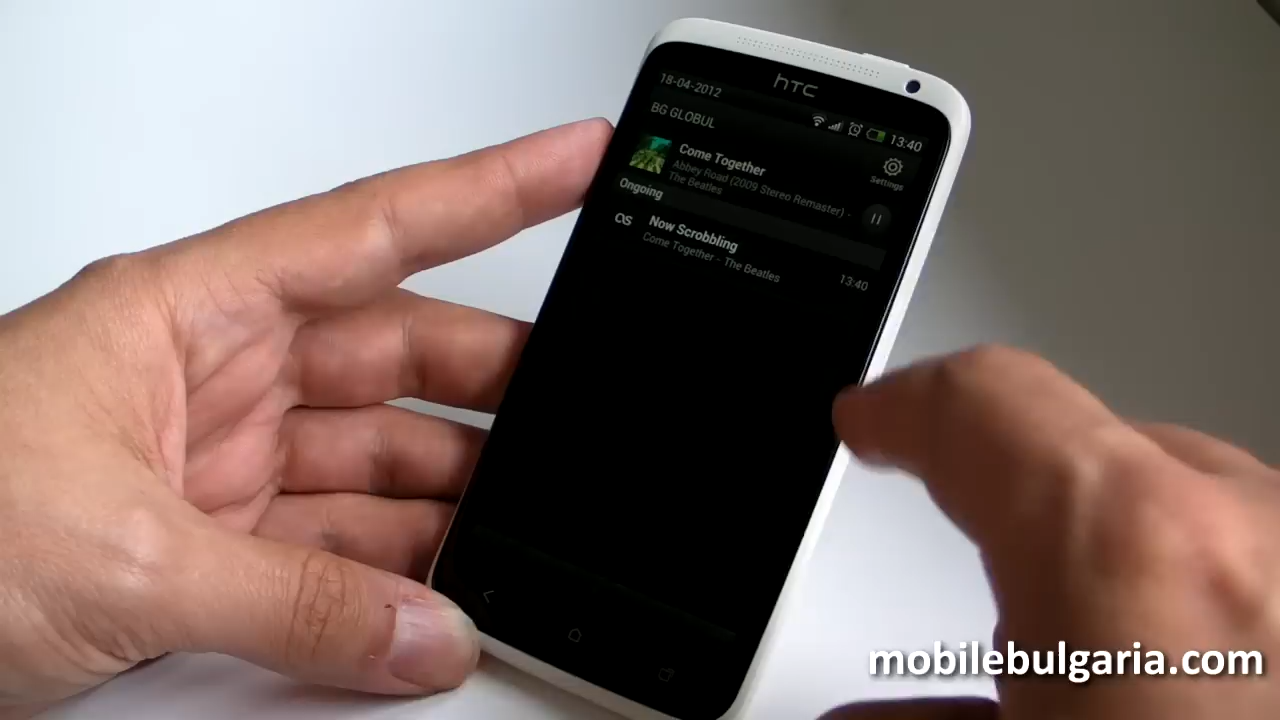 hTC
18-04-2012
BG GLOBUL
13:40
Come Together
Abbey Road (2009 Stereo Remaster) -
The Beatles
Settings
Ongoing
Now Scrobbling
Come Together - The Beatles
13:40
mobilebulgaria.com